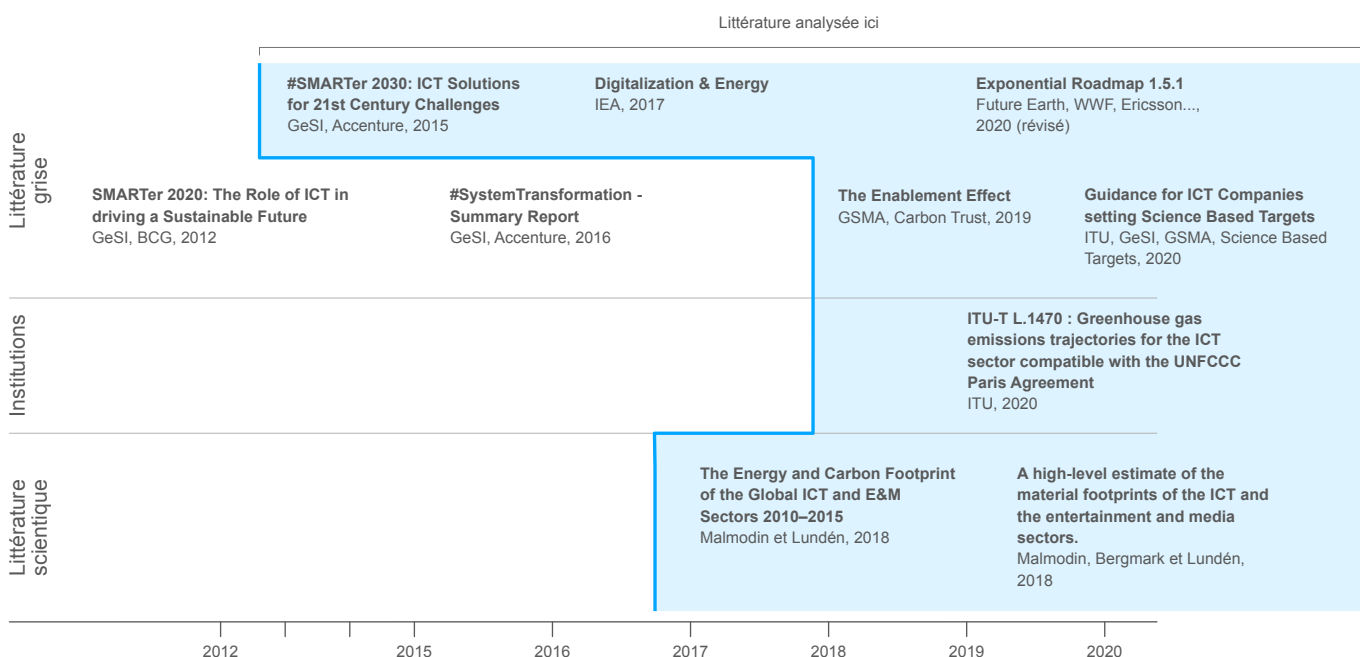 Littérature analysée ici
Littérature
grise
#SMARTer 2030: ICT Solutions
for 21st Century Challenges
GeSI, Accenture, 2015
Digitalization & Energy
IEA, 2017
Exponential Roadmap 1.5.1
Future Earth, WWF, Ericsson...,
2020 (révisé)
SMARTer 2020: The Role of ICT in
driving a Sustainable Future
GeSI, BCG, 2012
#SystemTransformation -
Summary Report
GeSI, Accenture, 2016
The Enablement Effect
GSMA, Carbon Trust, 2019
Guidance for ICT Companies
setting Science Based Targets
ITU, GeSI, GSMA, Science Based
Targets, 2020
Institutions
ITU-T L.1470 : Greenhouse gas
emissions trajectories for the ICT
sector compatible with the UNFCCC
Paris Agreement
ITU, 2020
Littérature
scientifique
The Energy and Carbon Footprint
of the Global ICT and E&M
Sectors 2010–2015
Malmodin et Lundén, 2018
A high-level estimate of the
material footprints of the ICT and
the entertainment and media
sectors.
Malmodin, Bergmark et Lundén,
2018
2012
2015
2016
2017
2018
2019
2020